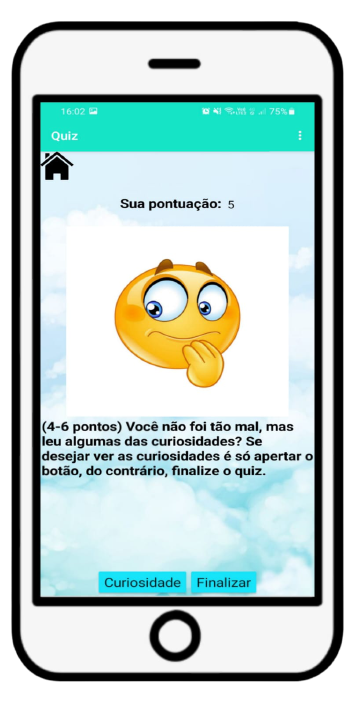 16:02 75%
Quiz
Sua pontuação: 5
(4-6 pontos) Você não foi tão mal, mas
leu algumas das curiosidades? Se
desejar ver as curiosidades é só apertar o
botão, do contrário, finalize o quiz.
Curiosidade Finalizar